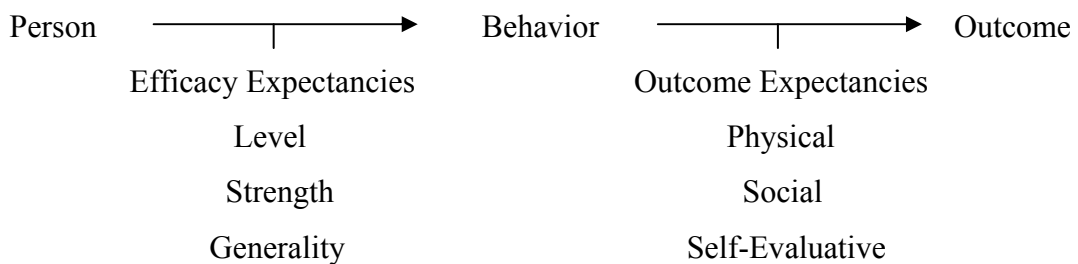 Person Behavior Outcome
Efficacy Expectancies Outcome Expectancies
Level Physical
Strength Social
Generality Self-Evaluative